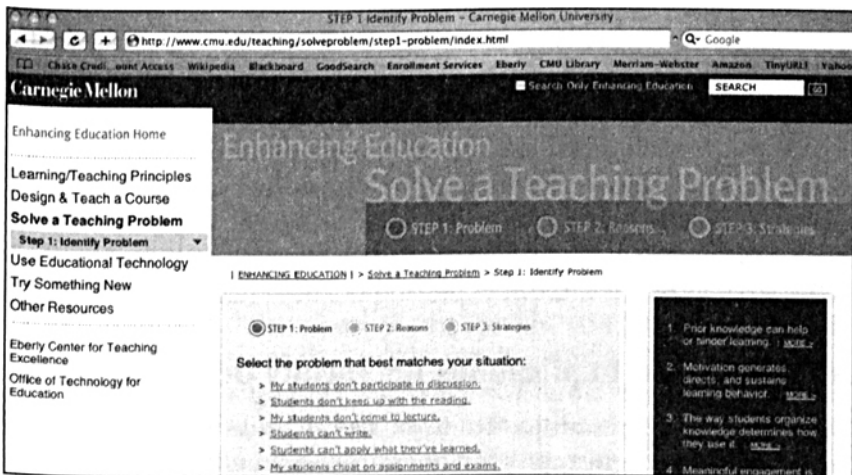 STEP 1 Identify Problem – Carnegie Mellon University
http://www.cmu.edu/teaching/solveproblem/step1-problem/index.html
Google
Chase Credi...ount Access Wikipedia Blackboard GoodSearch Enrollment Services Eberly CMU Library Merriam-Webster Amazon TinyURL! Yahoo
Carnegie Mellon
Search Only Enhancing Education
SEARCH
GO
Enhancing Education Home
Learning/Teaching Principles
Design & Teach a Course
Solve a Teaching Problem
Step 1: Identify Problem
Use Educational Technology
Try Something New
Other Resources
Eberly Center for Teaching
Excellence
Office of Technology for
Education
Enhancing Education
Solve a Teaching Problem
STEP 1: Problem STEP 2: Reasons STEP 3: Strategies
| ENHANCING EDUCATION | > Solve a Teaching Problem > Step 1: Identify Problem
STEP 1: Problem STEP 2: Reasons STEP 3: Strategies
Select the problem that best matches your situation:
> My students don't participate in discussion.
> Students don't keep up with the reading.
> My students don't come to lecture.
> Students can't write.
> Students can't apply what they've learned.
> My students cheat on assignments and exams.
1. Prior knowledge can help
or hinder learning. | MORE >
2. Motivation generates,
directs, and sustains
learning behavior. MORE >
3. The way students organize
knowledge determines how
they use it. MORE >
4. Meaningful engagement is